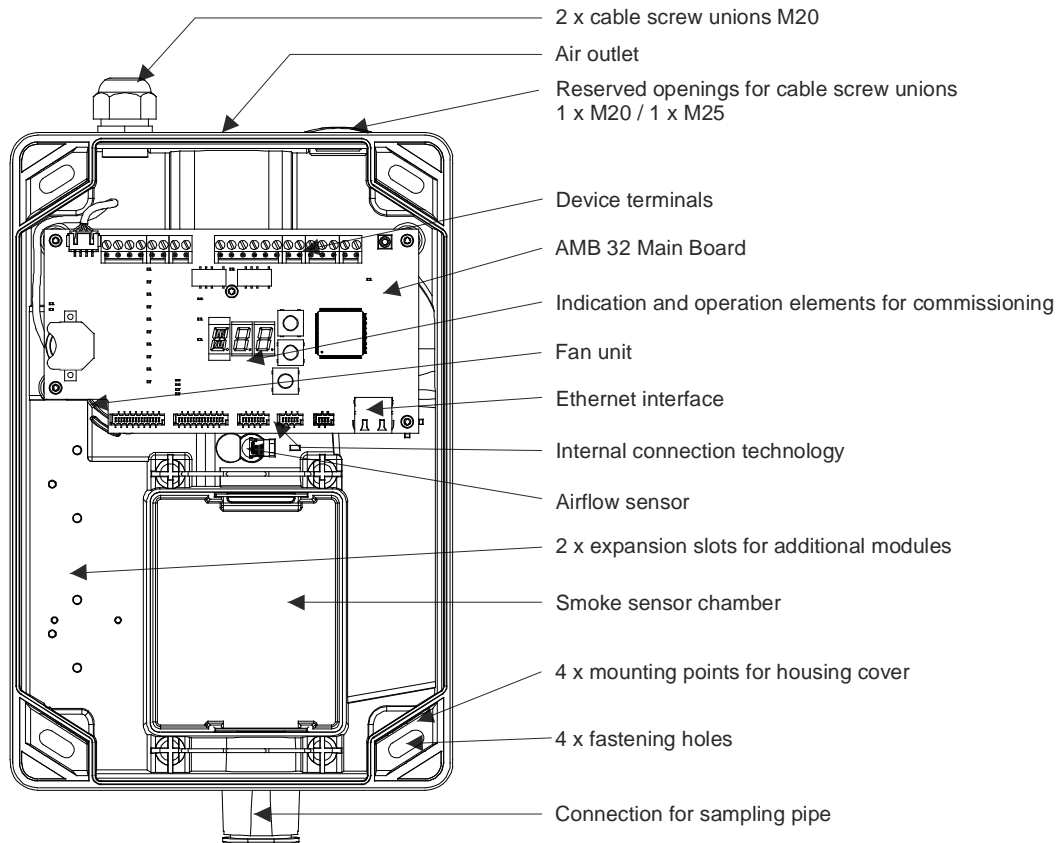 2 x cable screw unions M20
Air outlet
Reserved openings for cable screw unions
1 x M20 / 1 x M25
Device terminals
AMB 32 Main Board
Indication and operation elements for commissioning
Fan unit
Ethernet interface
Internal connection technology
Airflow sensor
2 x expansion slots for additional modules
Smoke sensor chamber
4 x mounting points for housing cover
4 x fastening holes
Connection for sampling pipe